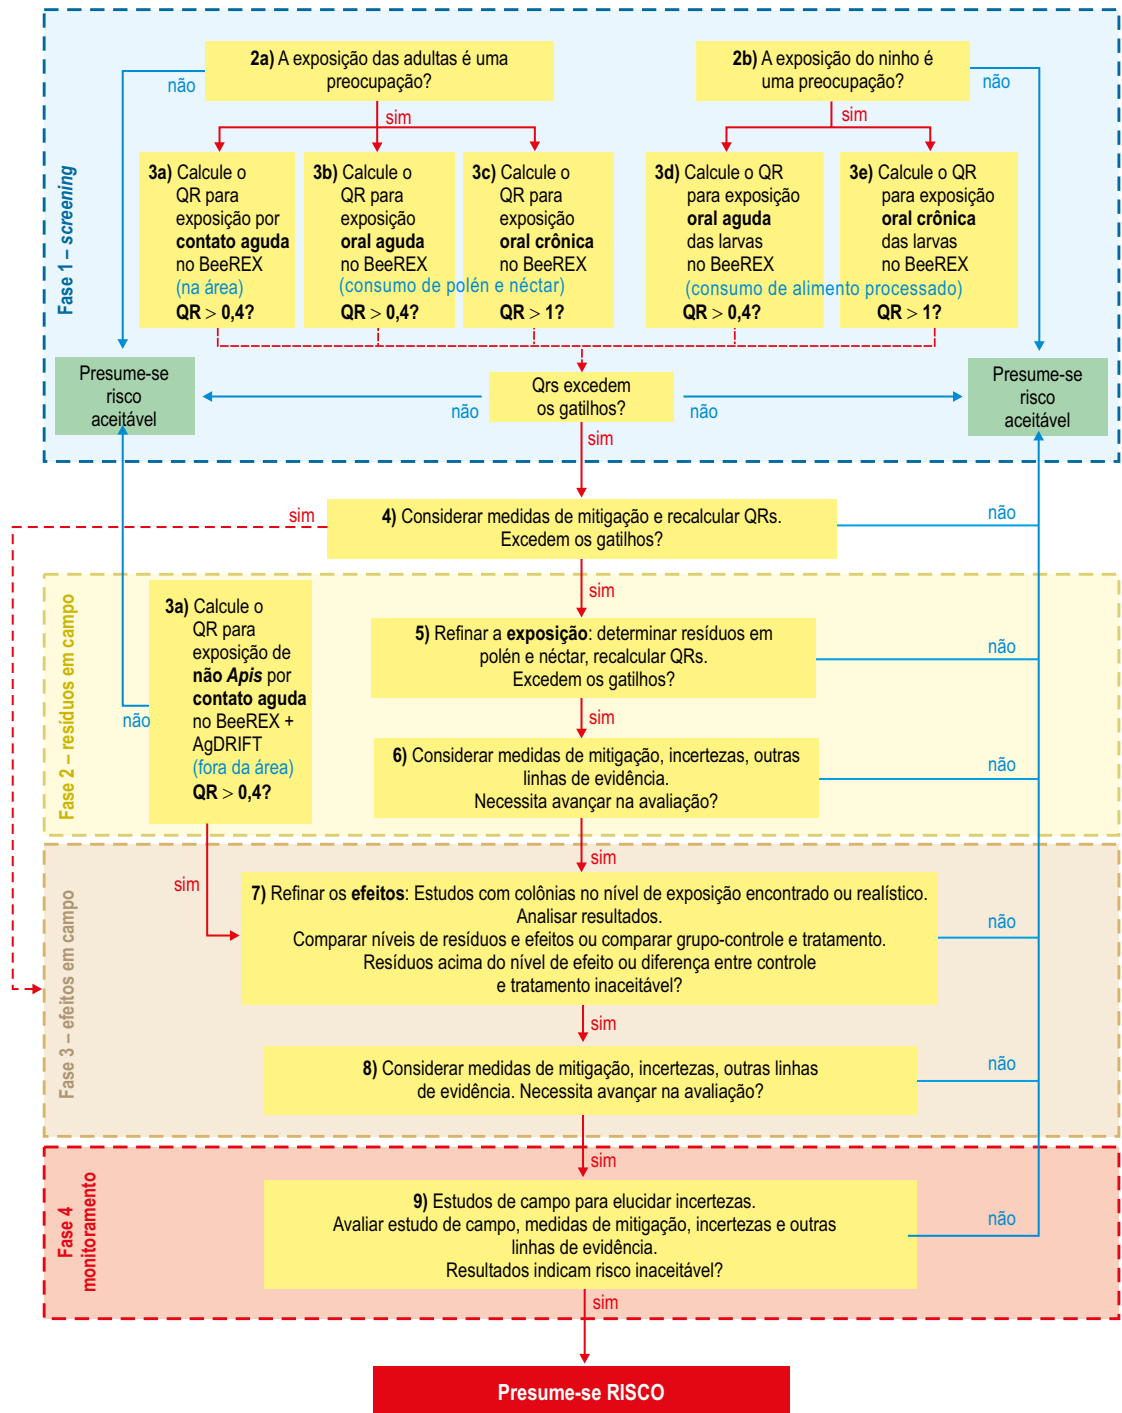 Fase 1 – screening
2a) A exposição das adultas é uma
preocupação?
2b) A exposição do ninho é
uma preocupação?
não
não
sim
sim
3a) Calcule o
QR para
exposição por
contato aguda
no BeeREX
(na área)
QR > 0,4?
3b) Calcule o
QR para
exposição
oral aguda
no BeeREX
3c) Calcule o
QR para
exposição
oral crônica
no BeeREX
(consumo de polén e néctar)
QR > 0,4?
QR > 1?
3d) Calcule o QR
para exposição
oral aguda
das larvas
no BeeREX
3e) Calcule o QR
para exposição
oral crônica
das larvas
no BeeREX
(consumo de alimento processado)
QR > 0,4?
QR > 1?
Presume-se
risco
aceitável
Qrs excedem
os gatilhos?
Presume-se
risco
aceitável
não
não
sim
4) Considerar medidas de mitigação e recalcular QRs.
Excedem os gatilhos?
sim
não
sim
Fase 2 – resíduos em campo
3a) Calcule o
QR para
exposição de
não Apis por
contato aguda
no BeeREX +
AgDRIFT
(fora da área)
QR > 0,4?
não
sim
5) Refinar a exposição: determinar resíduos em
polén e néctar, recalcular QRs.
Excedem os gatilhos?
não
sim
6) Considerar medidas de mitigação, incertezas, outras
linhas de evidência.
Necessita avançar na avaliação?
não
sim
Fase 3 – efeitos em campo
7) Refinar os efeitos: Estudos com colônias no nível de exposição encontrado ou realístico.
Analisar resultados.
Comparar níveis de resíduos e efeitos ou comparar grupo-controle e tratamento.
Resíduos acima do nível de efeito ou diferença entre controle
e tratamento inaceitável?
não
sim
8) Considerar medidas de mitigação, incertezas, outras linhas
de evidência. Necessita avançar na avaliação?
não
sim
Fase 4
monitoramento
9) Estudos de campo para elucidar incertezas.
Avaliar estudo de campo, medidas de mitigação, incertezas e outras
linhas de evidência.
Resultados indicam risco inaceitável?
não
sim
Presume-se RISCO